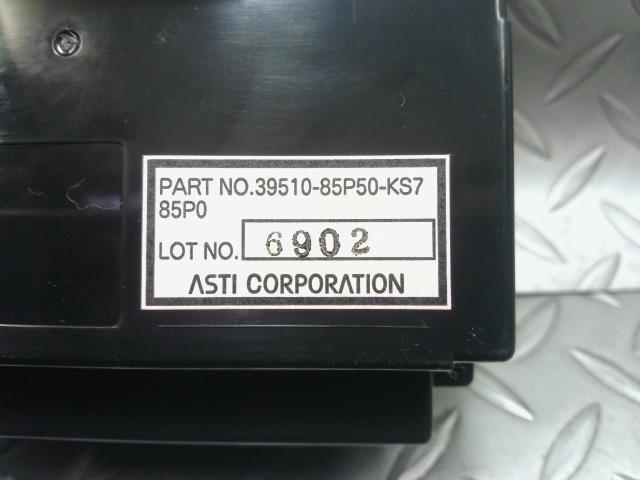 PART NO.39510-85P50-KS7
85P0
LOT NO. 6902
ASTI CORPORATION